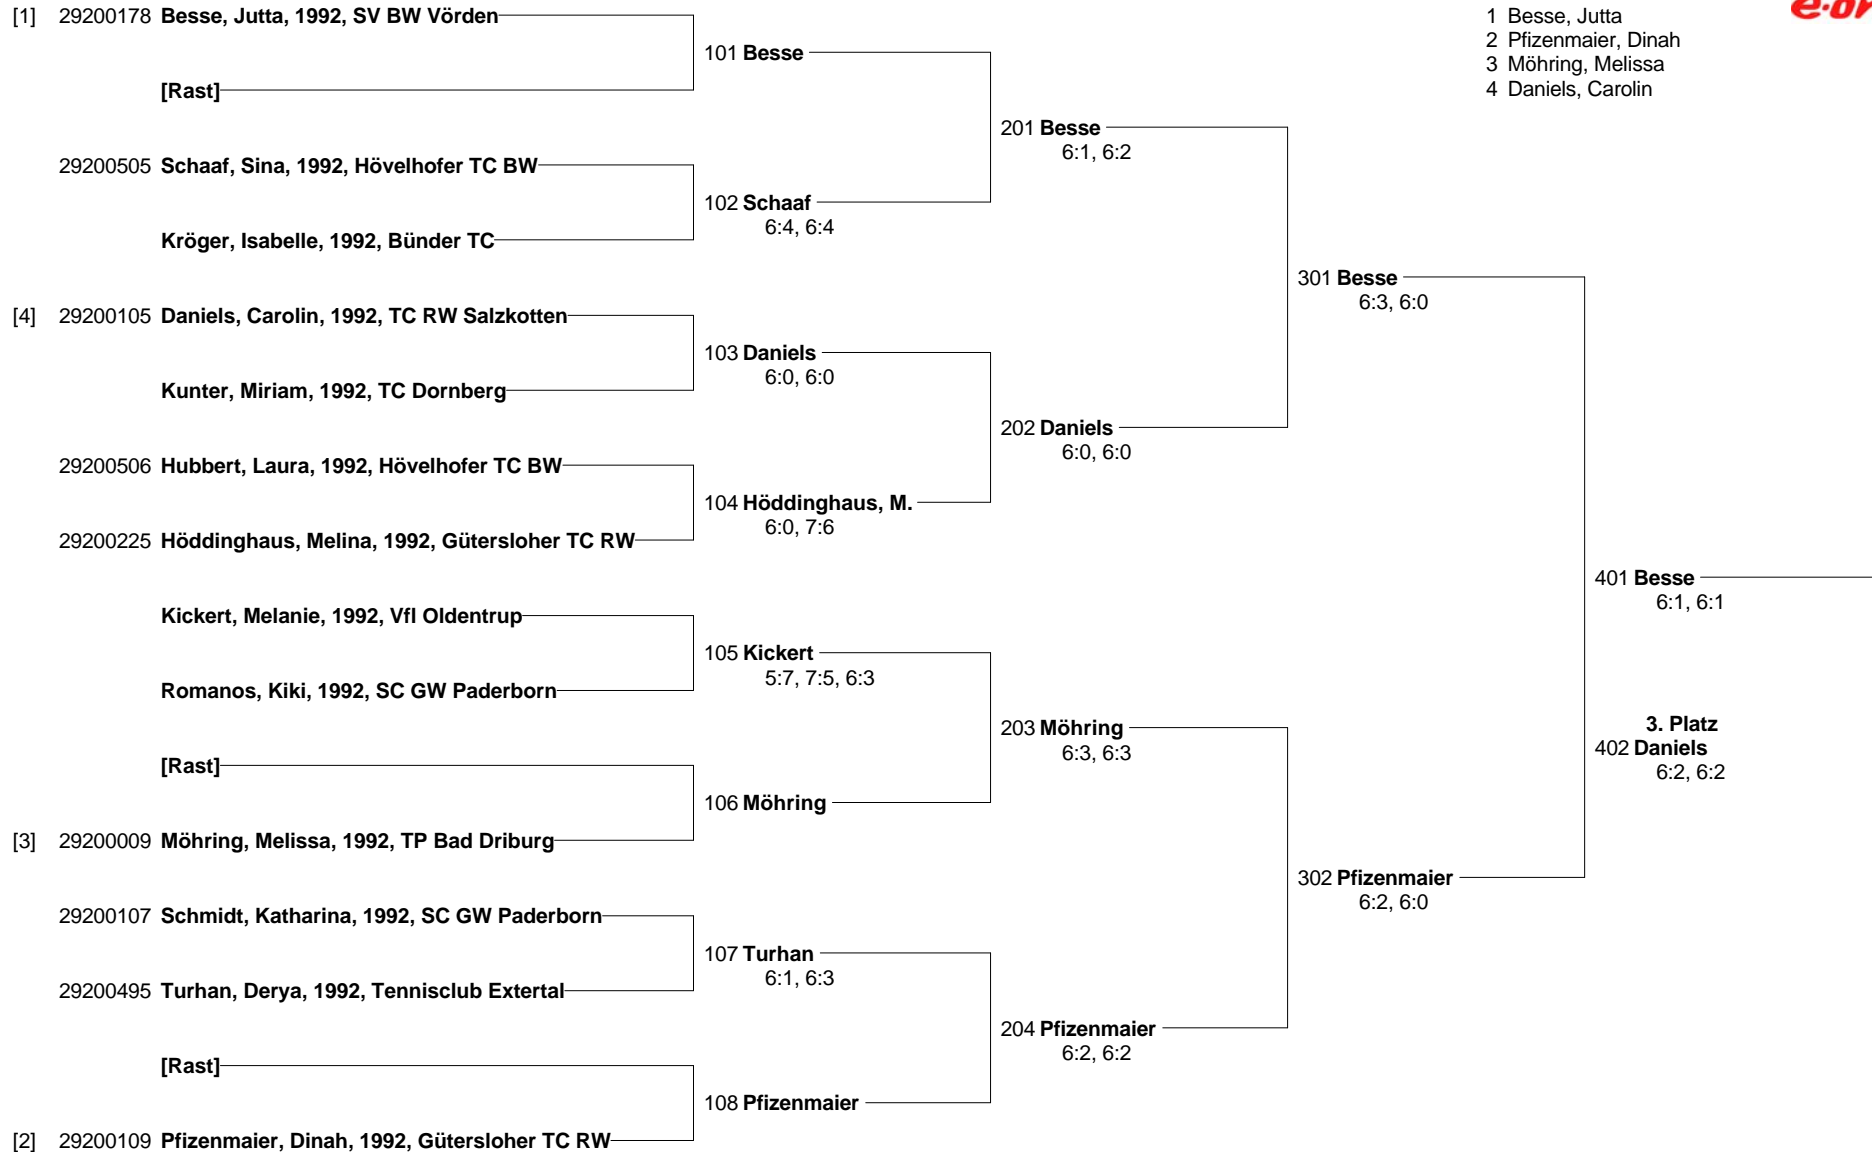 [1] 29200178 Besse, Jutta, 1992, SV BW Vörden
[Rast]
29200505 Schaaf, Sina, 1992, Hövelhofer TC BW
Kröger, Isabelle, 1992, Bünder TC
[4] 29200105 Daniels, Carolin, 1992, TC RW Salzkotten
Kunter, Miriam, 1992, TC Dornberg
29200506 Hubbert, Laura, 1992, Hövelhofer TC BW
29200225 Höddinghaus, Melina, 1992, Gütersloher TC RW
Kickert, Melanie, 1992, Vfl Oldentrup
Romanos, Kiki, 1992, SC GW Paderborn
[Rast]
[3] 29200009 Möhring, Melissa, 1992, TP Bad Driburg
29200107 Schmidt, Katharina, 1992, SC GW Paderborn
29200495 Turhan, Derya, 1992, Tennisclub Extertal
[Rast]
[2] 29200109 Pfizenmaier, Dinah, 1992, Gütersloher TC RW
101 Besse
102 Schaaf
6:4, 6:4
103 Daniels
6:0, 6:0
104 Höddinghaus, M.
6:0, 7:6
105 Kickert
5:7, 7:5, 6:3
106 Möhring
107 Turhan
6:1, 6:3
108 Pfizenmaier
201 Besse
6:1, 6:2
202 Daniels
6:0, 6:0
203 Möhring
6:3, 6:3
204 Pfizenmaier
6:2, 6:2
301 Besse
6:3, 6:0
302 Pfizenmaier
6:2, 6:0
401 Besse
6:1, 6:1
3. Platz
402 Daniels
6:2, 6:2
1 Besse, Jutta
2 Pfizenmaier, Dinah
3 Möhring, Melissa
4 Daniels, Carolin